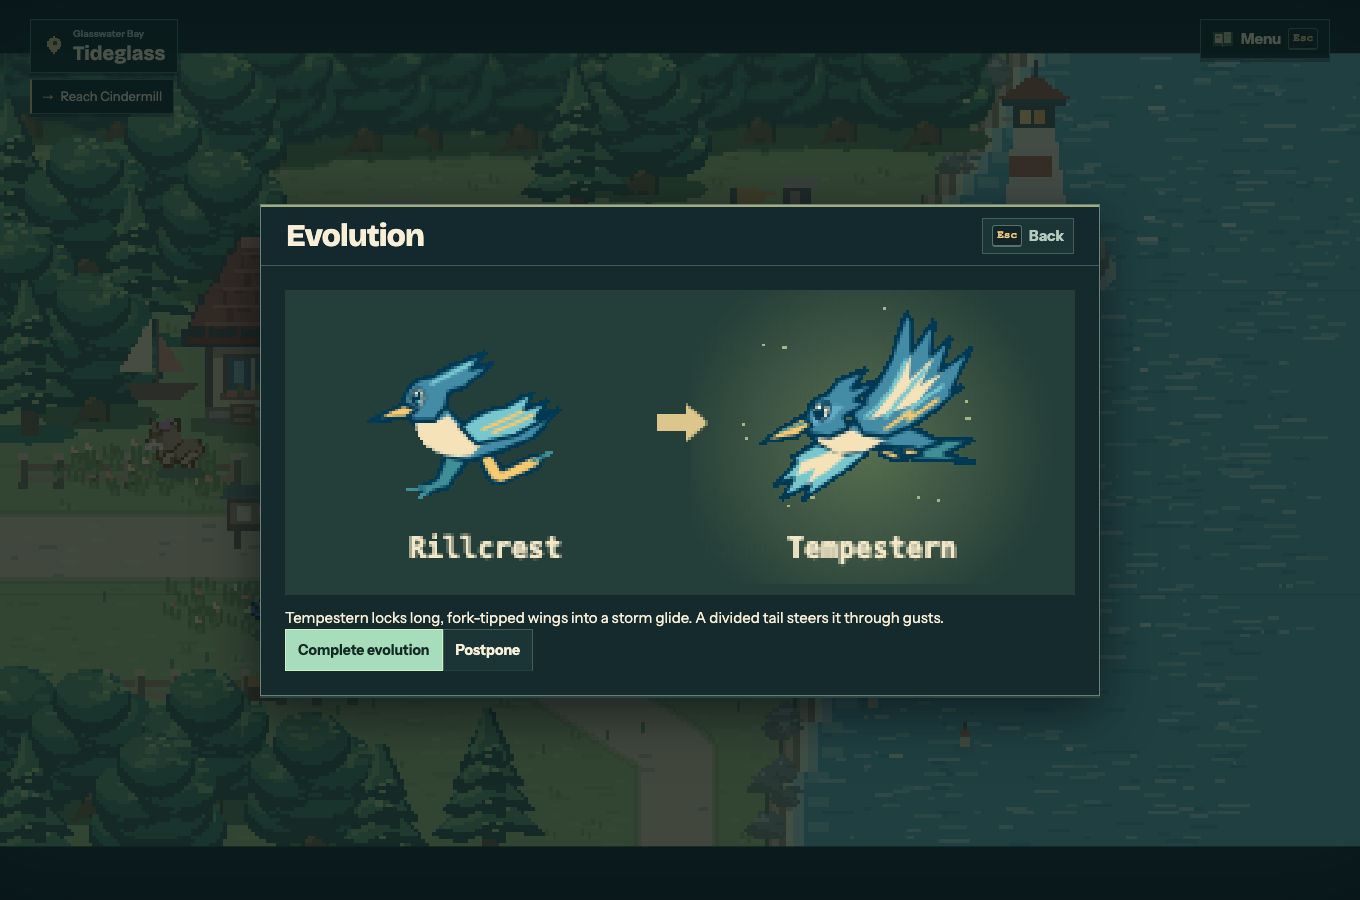 Glasswater Bay
Tideglass
→ Reach Cindermill
Menu Esc
Evolution
Esc Back
Rillcrest
Tempestern
Tempestern locks long, fork-tipped wings into a storm glide. A divided tail steers it through gusts.
Complete evolution
Postpone